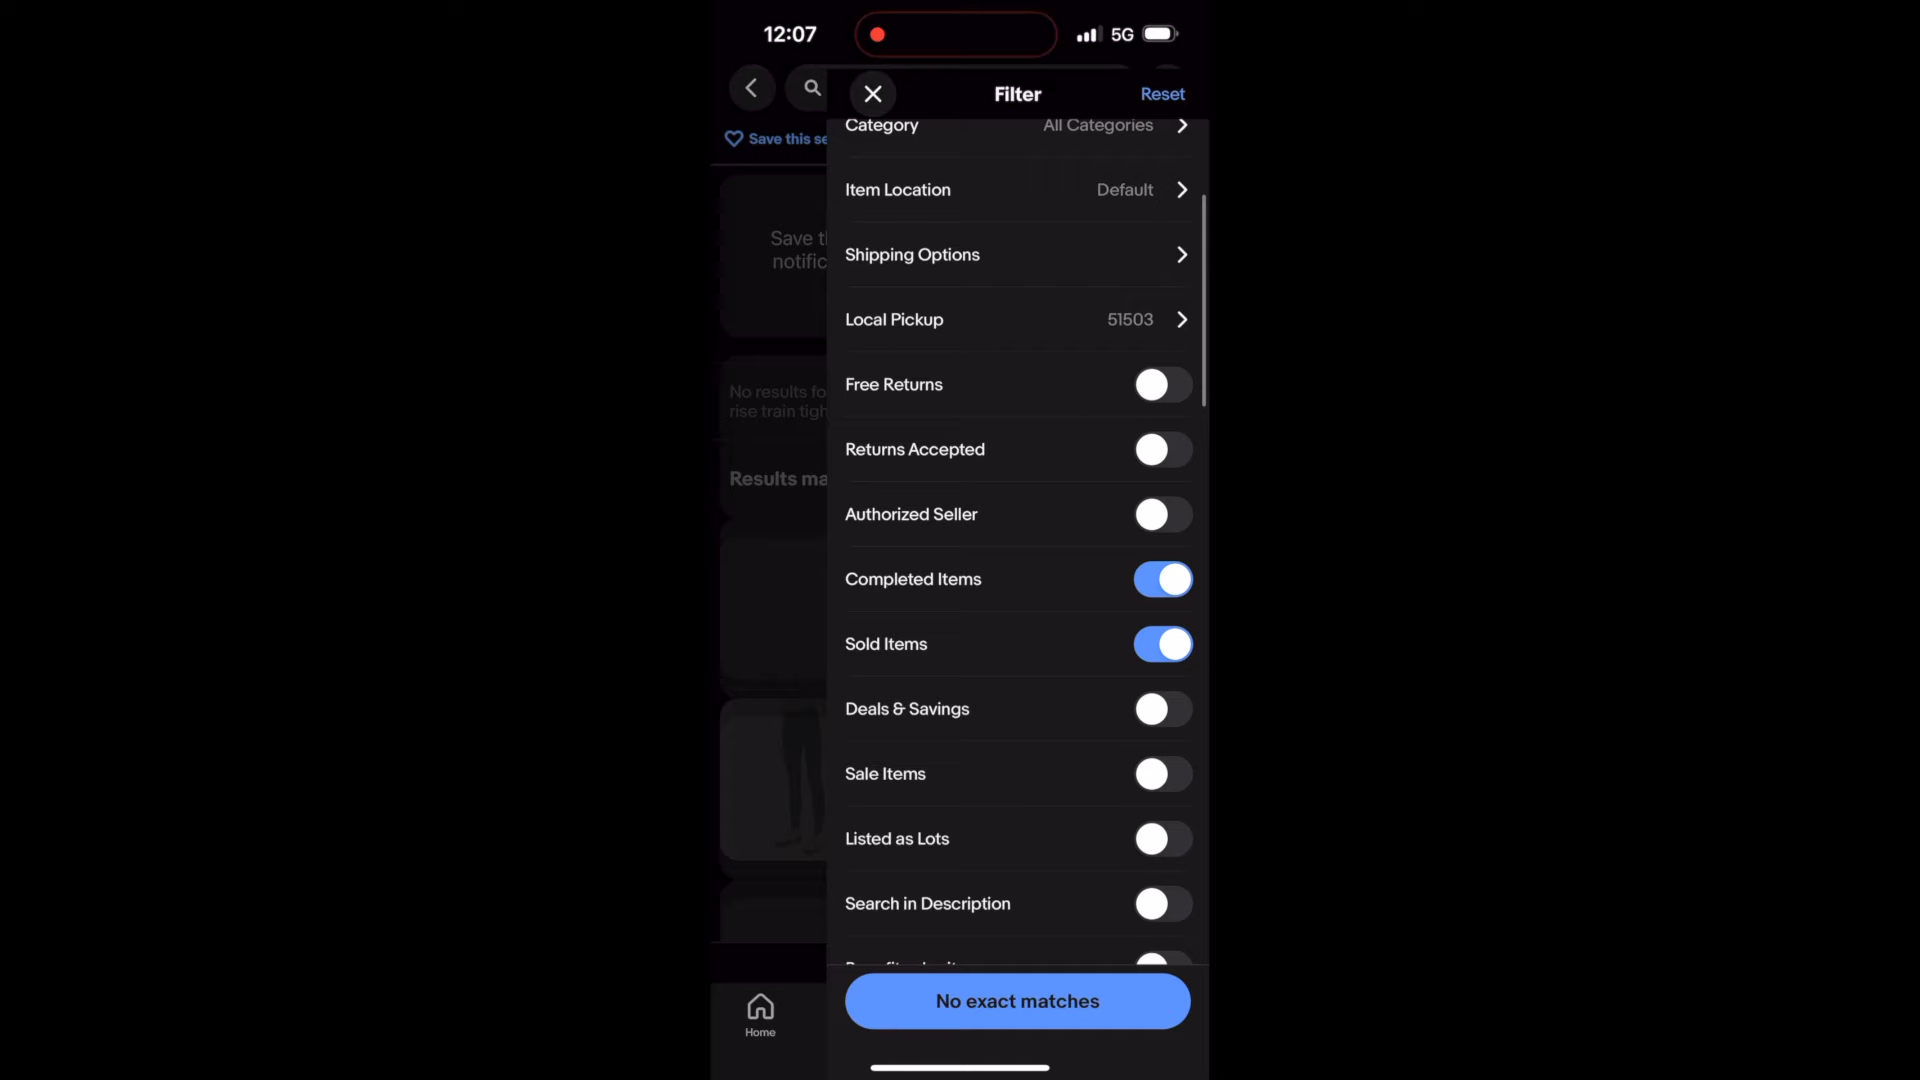 12:07
5G
Filter
Reset
Save this se
Category
All Categories
Item Location
Default
Save t
notific
Shipping Options
Local Pickup
51503
No results fo
rise train tigh
Free Returns
Returns Accepted
Results ma
Authorized Seller
Completed Items
Sold Items
Deals & Savings
Sale Items
Listed as Lots
Search in Description
No exact matches
Home